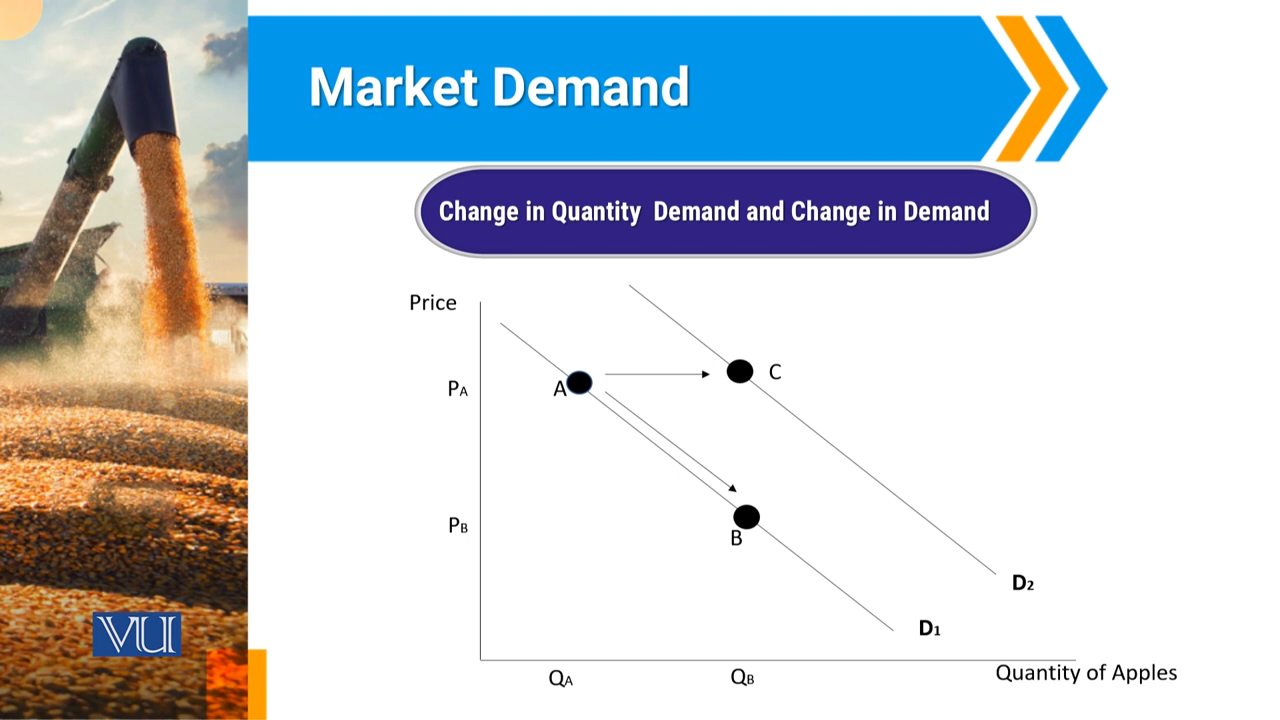 Market Demand
Change in Quantity Demand and Change in Demand
Price
C
A
PA
PB
B
D2
D1
VU
QA
QB
Quantity of Apples